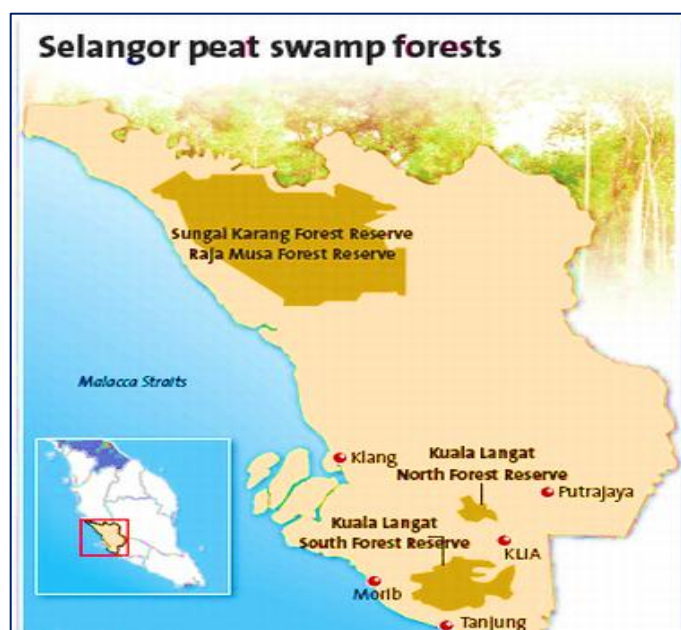 Selangor peat swamp forests
Sungai Karang Forest Reserve
Raja Musa Forest Reserve
Malacca Straits
Klang
Kuala Langat
North Forest Reserve
Putrajaya
Kuala Langat
South Forest Reserve
KLIA
Morib
Tanjung